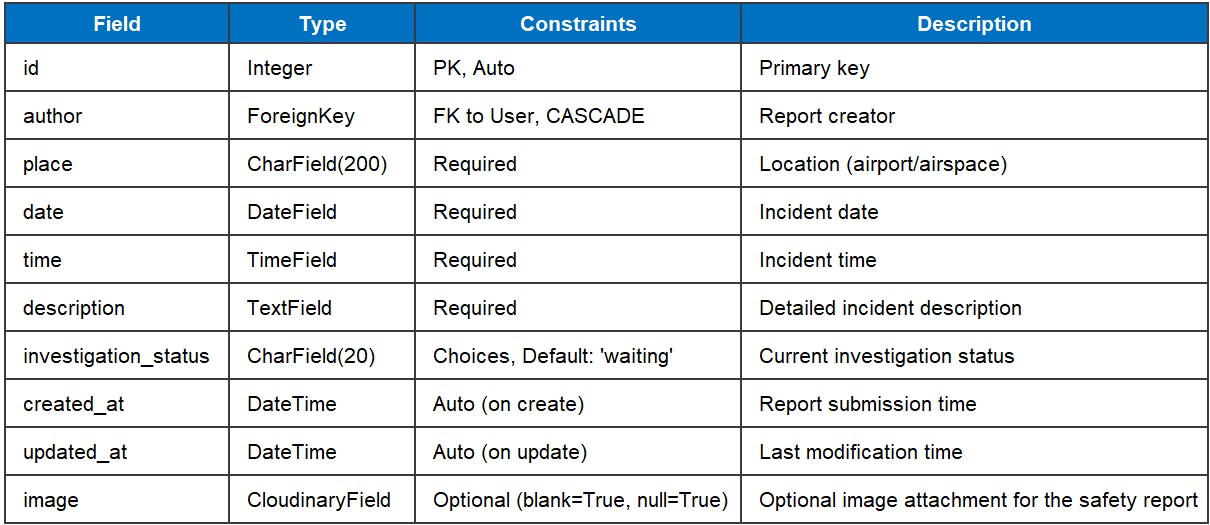 Field Type Constraints Description
id Integer PK, Auto Primary key
author ForeignKey FK to User, CASCADE Report creator
place CharField(200) Required Location (airport/airspace)
date DateField Required Incident date
time TimeField Required Incident time
description TextField Required Detailed incident description
investigation_status CharField(20) Choices, Default: 'waiting' Current investigation status
created_at DateTime Auto (on create) Report submission time
updated_at DateTime Auto (on update) Last modification time
image CloudinaryField Optional (blank=True, null=True) Optional image attachment for the safety report